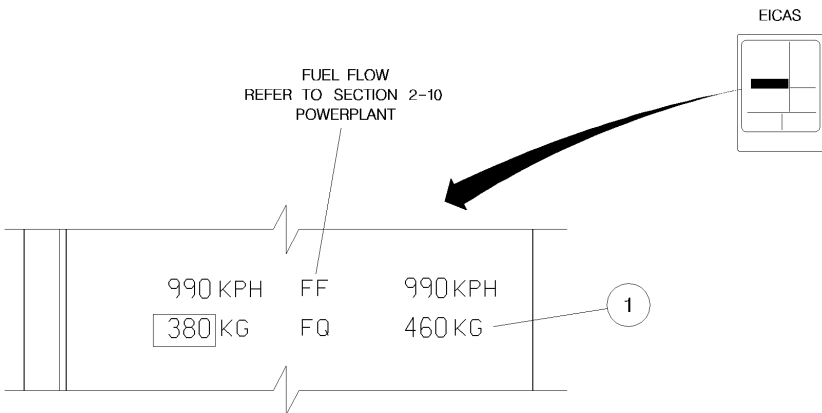 EICAS
FUEL FLOW
REFER TO SECTION 2-10
POWERPLANT
990 KPH FF 990 KPH
380 KG FQ 460 KG
1